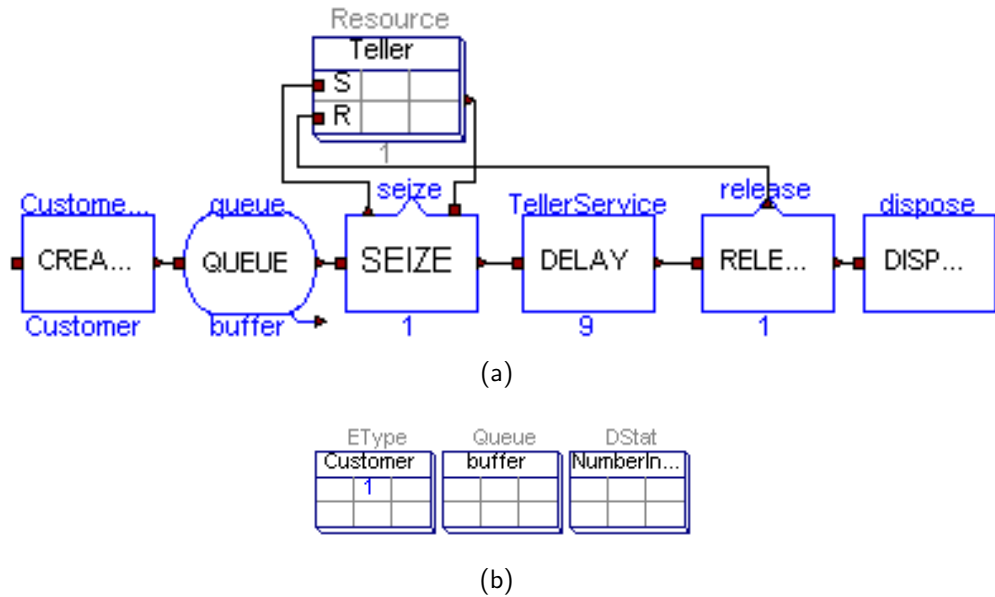 Resource
Teller
S
R
1
Custome... queue seize TellerService release dispose
CREA... QUEUE SEIZE DELAY RELE... DISP...
Customer buffer 1 9 1
(a)
EType Queue DStat
Customer buffer NumberIn...
1
(b)